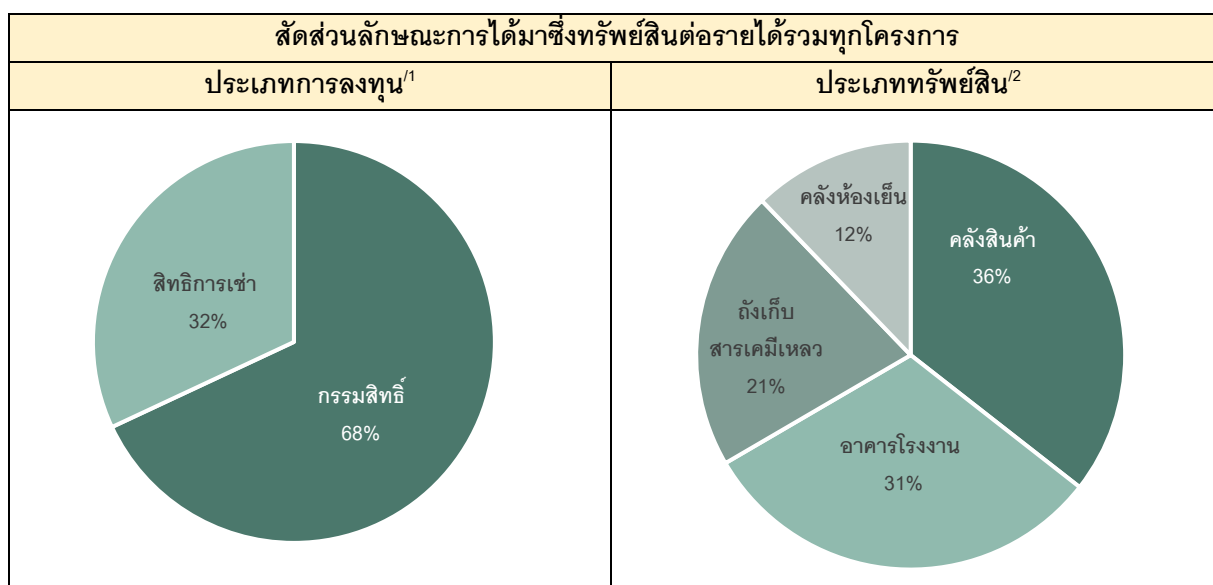 สัดส่วนลักษณะการได้มาซึ่งทรัพย์สินต่อรายได้รวมทุกโครงการ
ประเภทการลงทุน/1
ประเภททรัพย์สิน/2
สิทธิการเช่า
32%
กรรมสิทธิ์
68%
คลังห้องเย็น
12%
คลังสินค้า
36%
ถังเก็บ
สารเคมีเหลว
21%
อาคารโรงงาน
31%